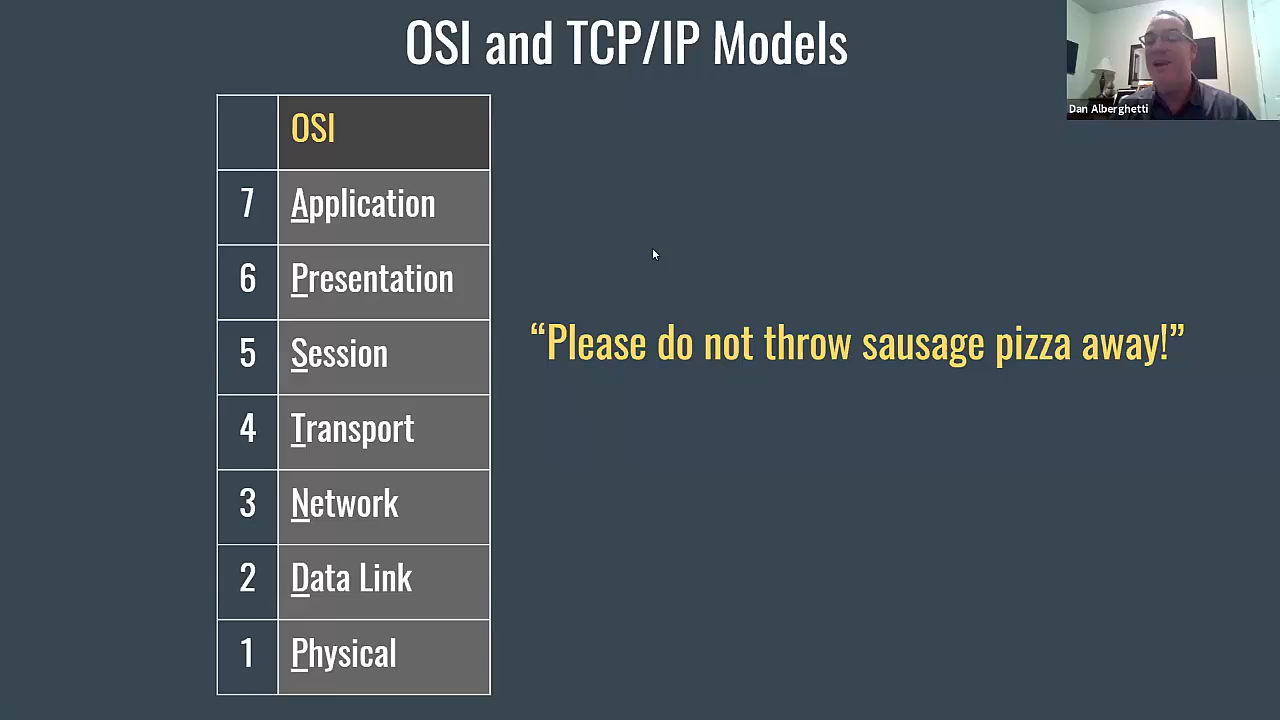 OSI and TCP/IP Models
Dan Alberghetti
OSI
7 Application
6 Presentation
5 Session
4 Transport
3 Network
2 Data Link
1 Physical
“Please do not throw sausage pizza away!”